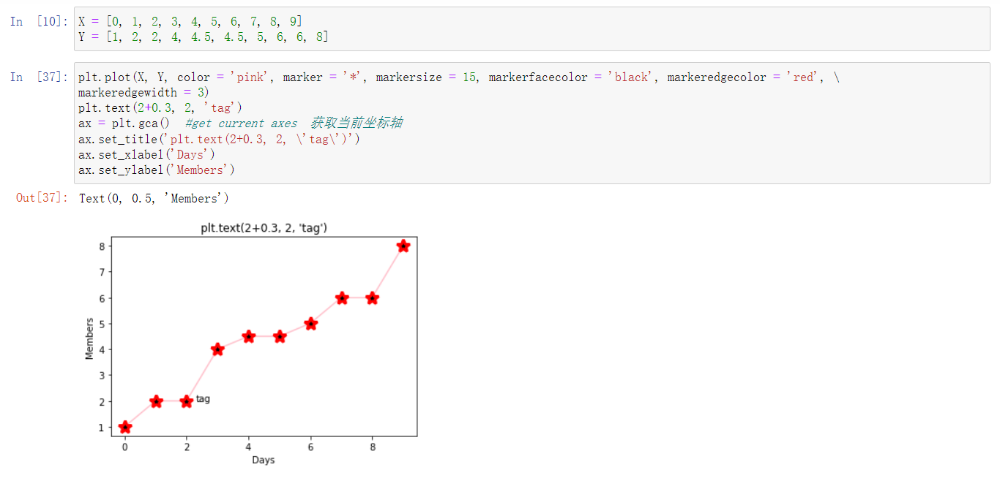 In [10]: X = [0, 1, 2, 3, 4, 5, 6, 7, 8, 9]
Y = [1, 2, 2, 4, 4.5, 4.5, 5, 6, 6, 8]
In [37]: plt.plot(X, Y, color = 'pink', marker = '*', markersize = 15, markerfacecolor = 'black', markeredgecolor = 'red', \
markeredgewidth = 3)
plt.text(2+0.3, 2, 'tag')
ax = plt.gca()  #get current axes  获取当前坐标轴
ax.set_title('plt.text(2+0.3, 2, \'tag\')')
ax.set_xlabel('Days')
ax.set_ylabel('Members')
Out[37]: Text(0, 0.5, 'Members')
plt.text(2+0.3, 2, 'tag')
8
7
6
5
4
3
2
1
Members
tag
0 2 4 6 8
Days